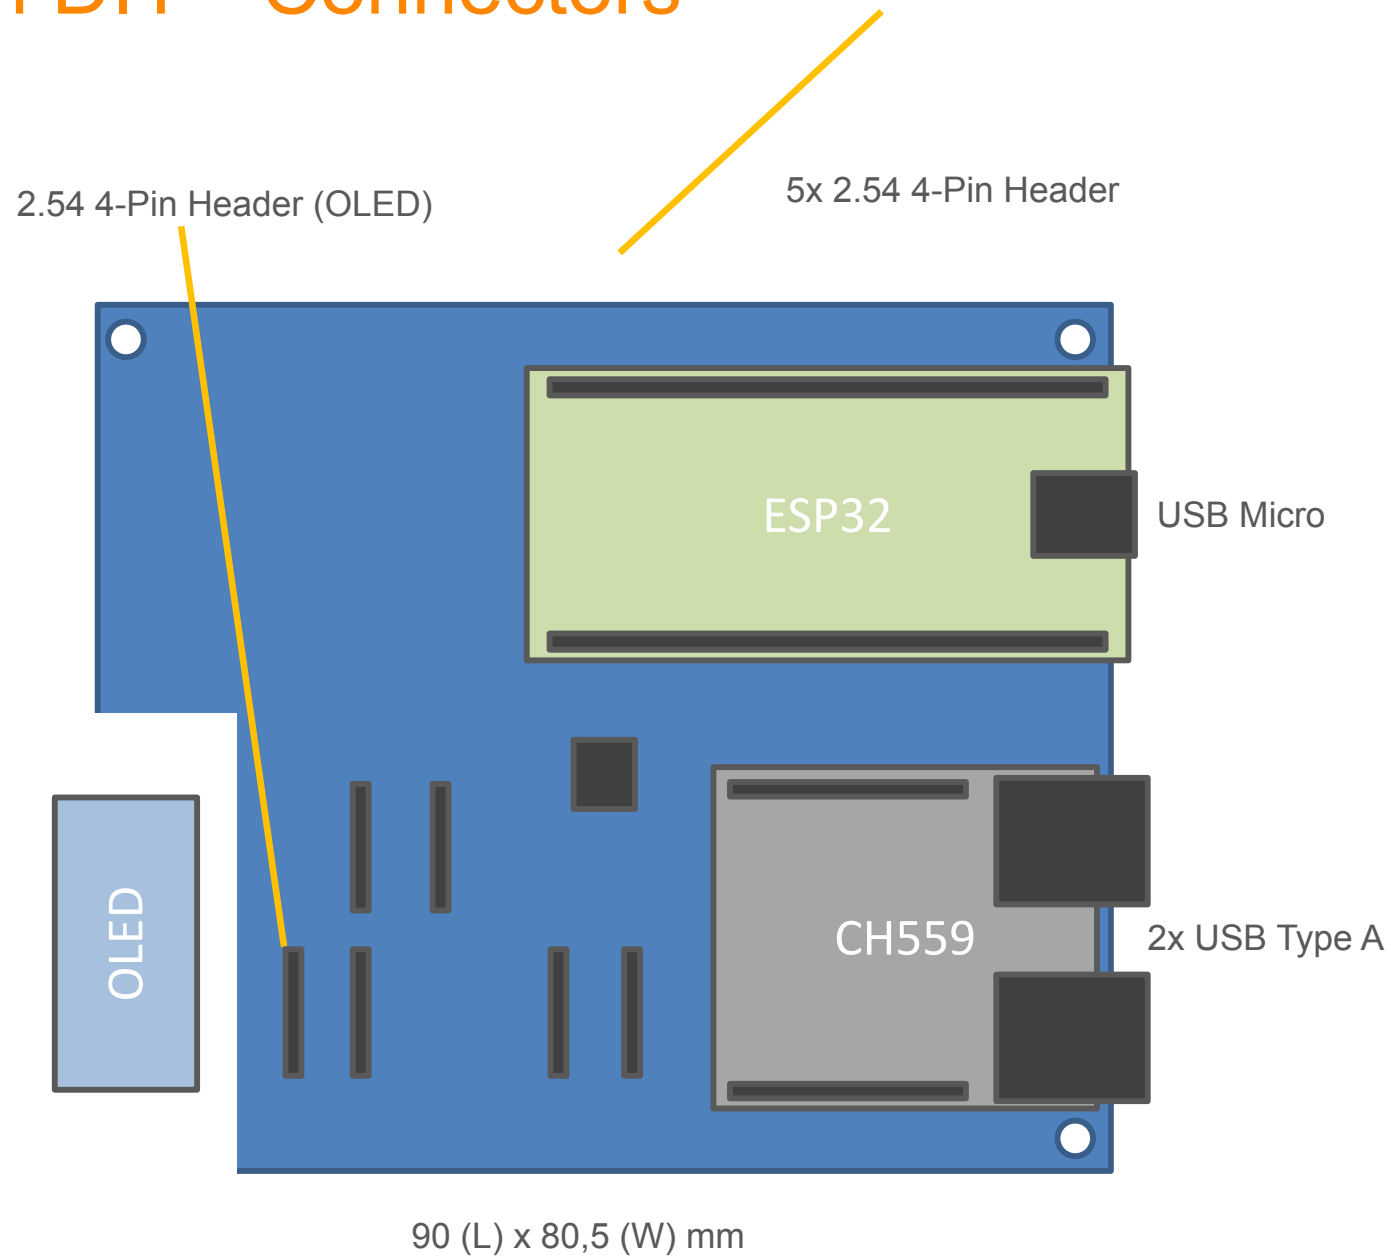 Connectors
2.54 4-Pin Header (OLED)
5x 2.54 4-Pin Header
ESP32
USB Micro
OLED
CH559
2x USB Type A
90 (L) x 80,5 (W) mm